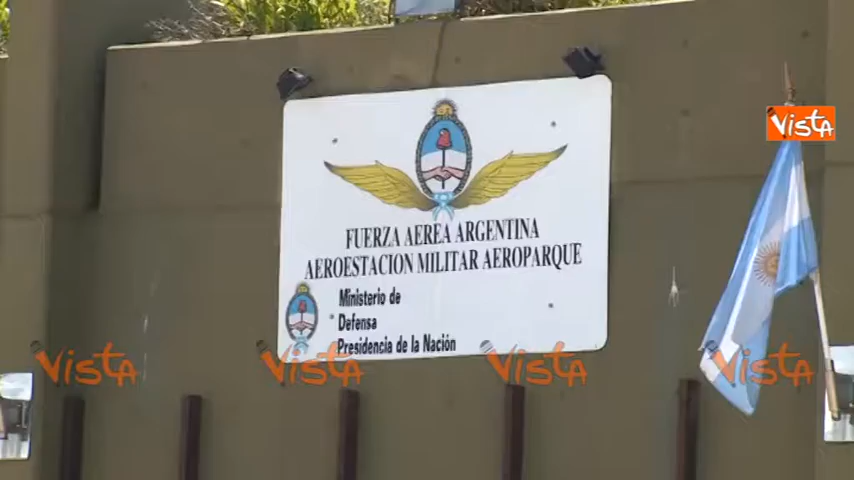 VISTA
FUERZA AEREA ARGENTINA
AEROESTACION MILITAR AEROPARQUE
Ministerio de
Defensa
Presidencia de la Nación
VISTA VISTA VISTA VISTA